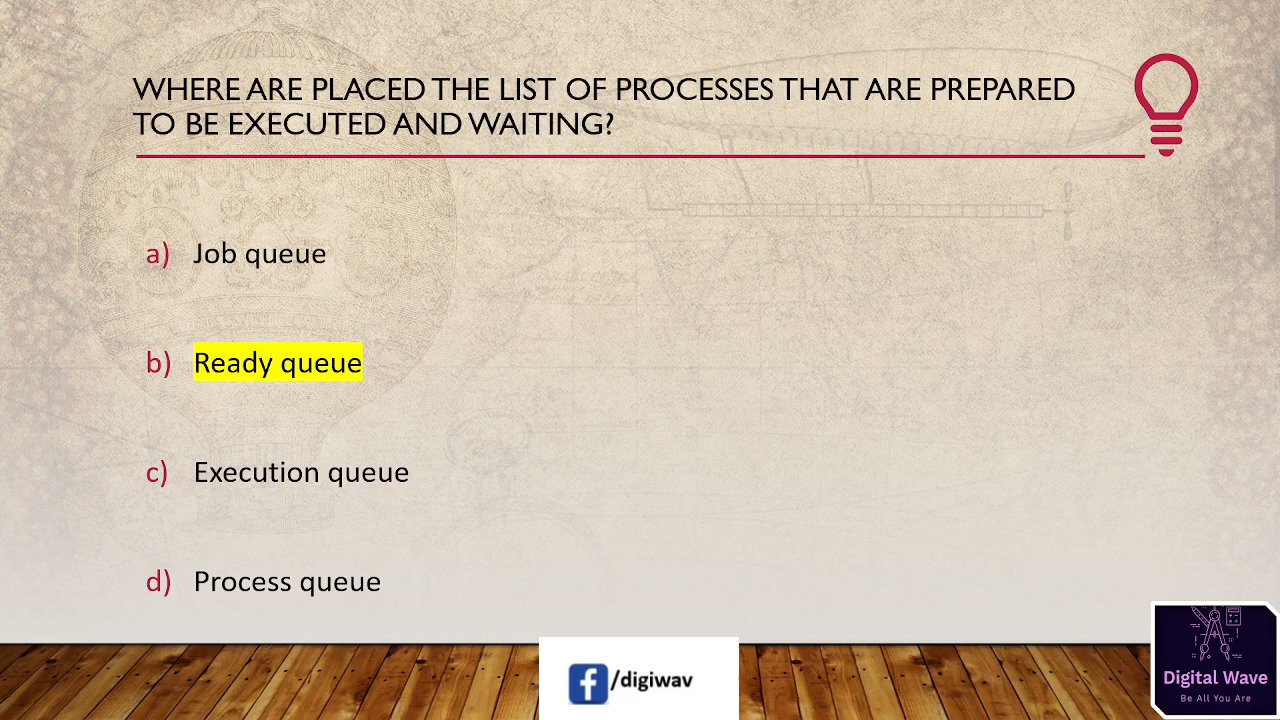 WHERE ARE PLACED THE LIST OF PROCESSES THAT ARE PREPARED
TO BE EXECUTED AND WAITING?
a) Job queue
b) Ready queue
c) Execution queue
d) Process queue
f/digiwav
Digital Wave
Be All You Are